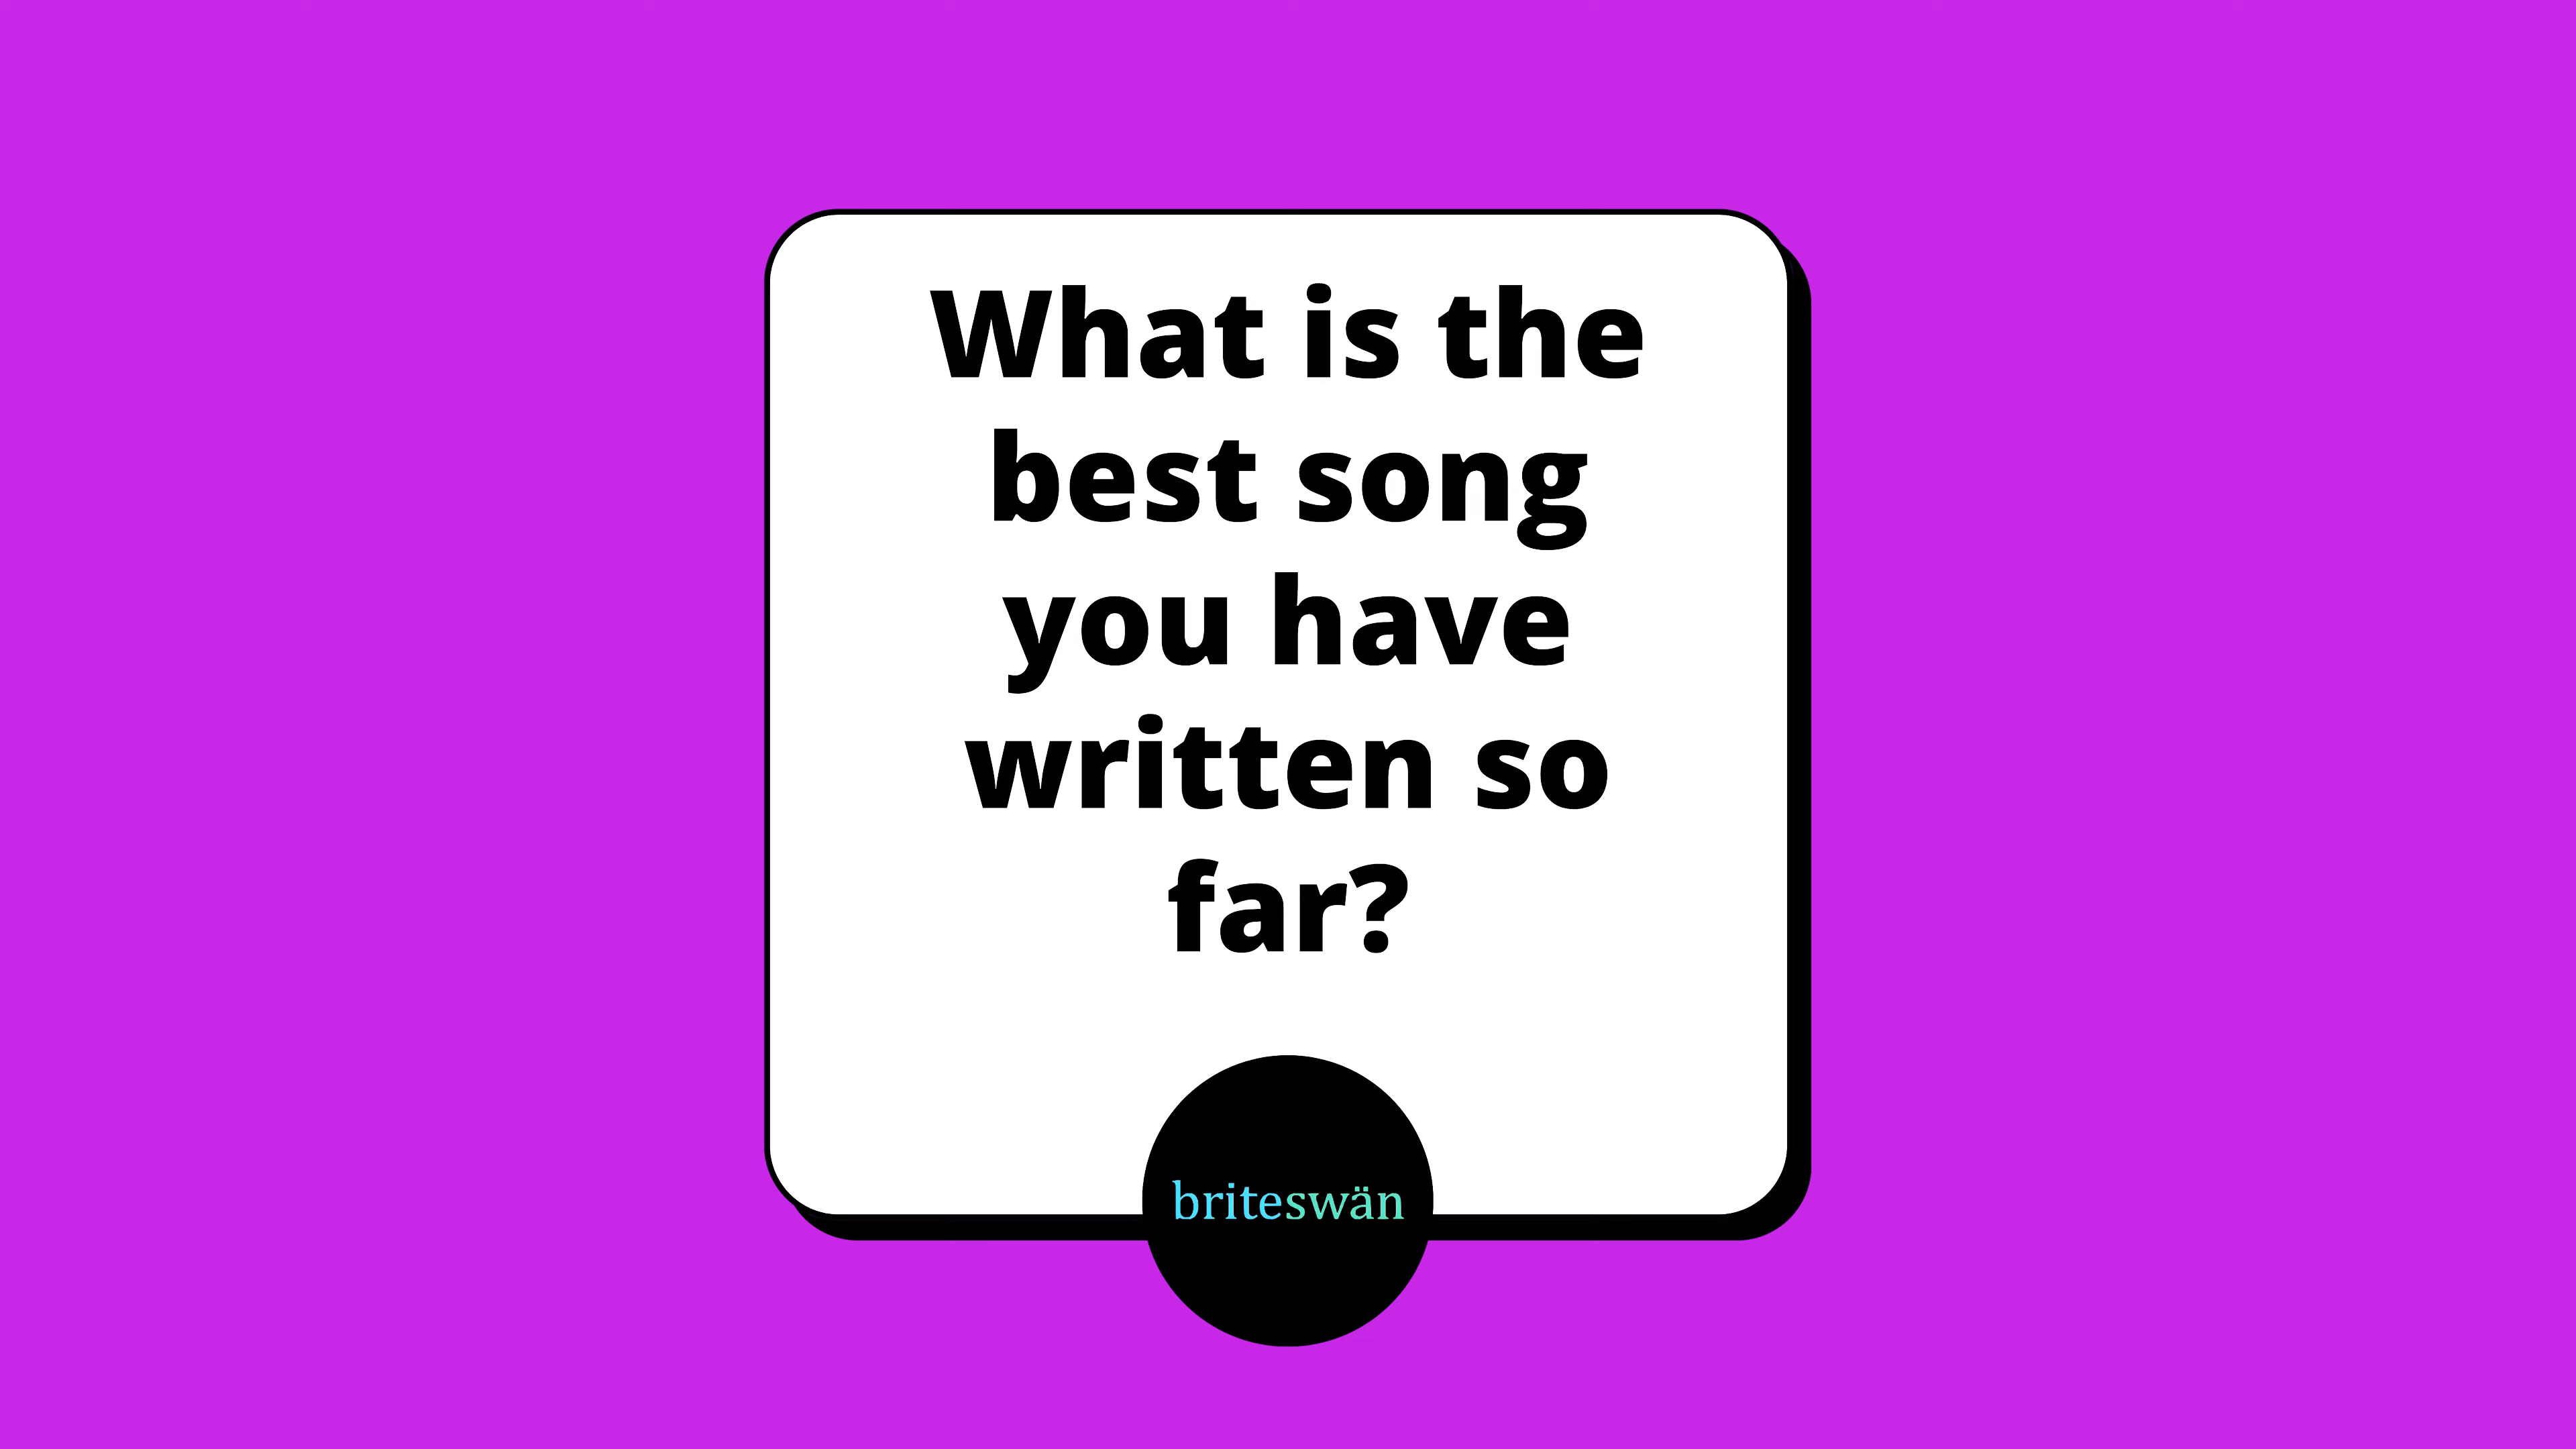 What is the
best song
you have
written so
far?
briteswän